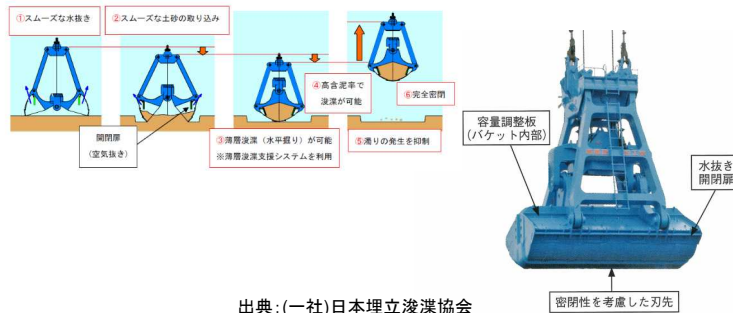 ①スムーズな水抜き
②スムーズな土砂の取り込み
④高含泥率で
浚渫が可能
⑥完全密閉
開閉扉
(空気抜き)
③薄層浚渫（水平掘り）が可能
※薄層浚渫支援システムを利用
⑤濁りの発生を抑制
容量調整板
(バケット内部)
水抜き
開閉扉
密閉性を考慮した刃先
出典：(一社)日本埋立浚渫協会